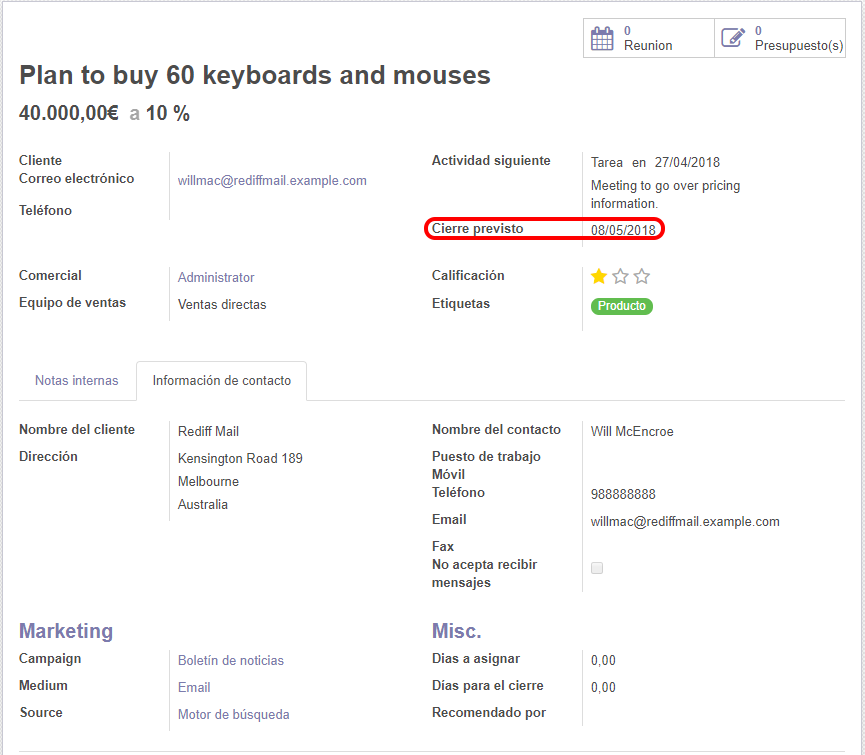 0
Reunion
0
Presupuesto(s)
Plan to buy 60 keyboards and mouses
40.000,00€ a 10 %
Cliente
Correo electrónico willmac@rediffmail.example.com
Teléfono
Actividad siguiente Tarea en 27/04/2018
Meeting to go over pricing
information.
Cierre previsto 08/05/2018
Comercial Administrator
Equipo de ventas Ventas directas
Calificación
Etiquetas Producto
Notas internas Información de contacto
Nombre del cliente Rediff Mail
Dirección Kensington Road 189
Melbourne
Australia
Nombre del contacto Will McEncroe
Puesto de trabajo
Móvil
Teléfono 988888888
Email willmac@rediffmail.example.com
Fax
No acepta recibir
mensajes
Marketing
Campaign Boletín de noticias
Medium Email
Source Motor de búsqueda
Misc.
Dias a asignar 0,00
Días para el cierre 0,00
Recomendado por